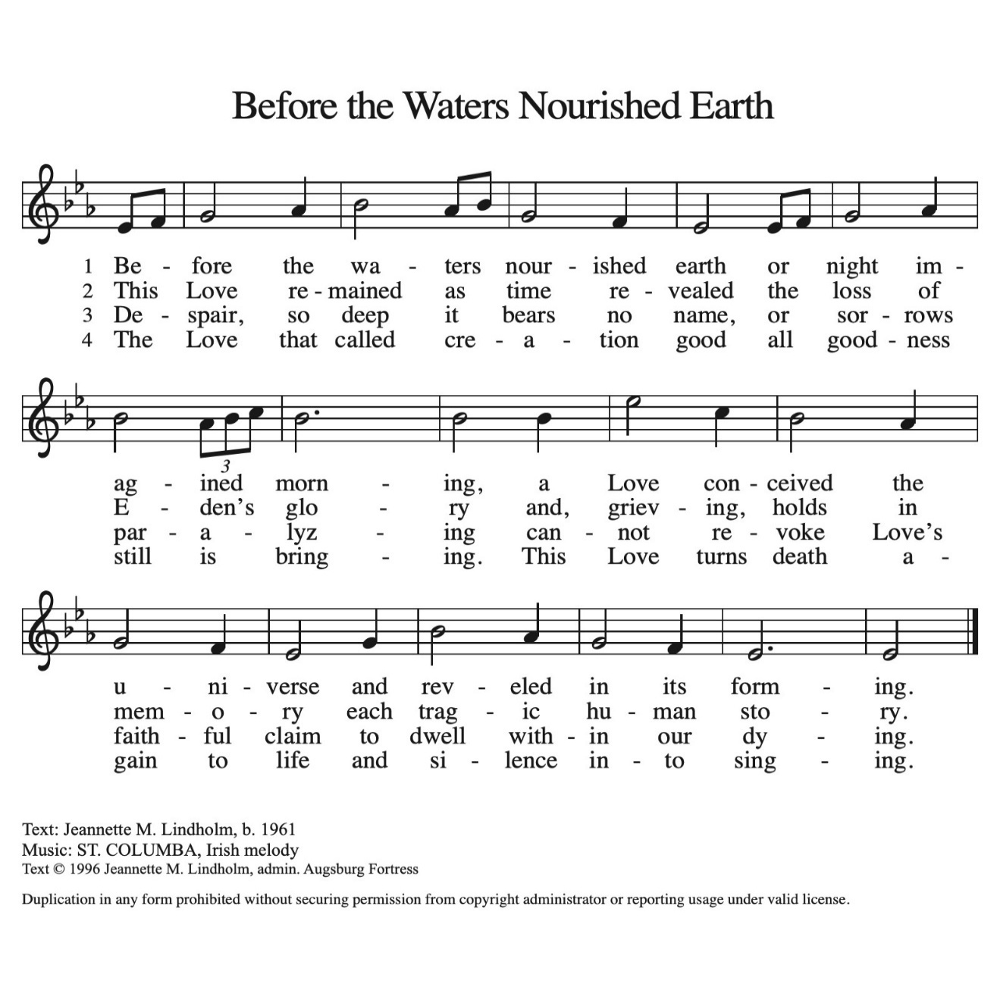 Before the Waters Nourished Earth
1 Be - fore the wa - ters nour - ished earth or night im -
2 This Love re - mained as time re - vealed the loss of
3 De - spair, so deep it bears no name, or sor - rows
4 The Love that called cre - a - tion good all good - ness
3
ag - ined morn - ing, a Love con - ceived the
E - den's glo - ry and, griev - ing, holds in
par - a - lyz - ing can - not re - voke Love's
still is bring - ing. This Love turns death a -
u - ni - verse and rev - eled in its form - ing.
mem - o - ry each trag - ic hu - man sto - ry.
faith - ful claim to dwell with - in our dy - ing.
gain to life and si - lence in - to sing - ing.
Text: Jeannette M. Lindholm, b. 1961
Music: ST. COLUMBA, Irish melody
Text © 1996 Jeannette M. Lindholm, admin. Augsburg Fortress
Duplication in any form prohibited without securing permission from copyright administrator or reporting usage under valid license.